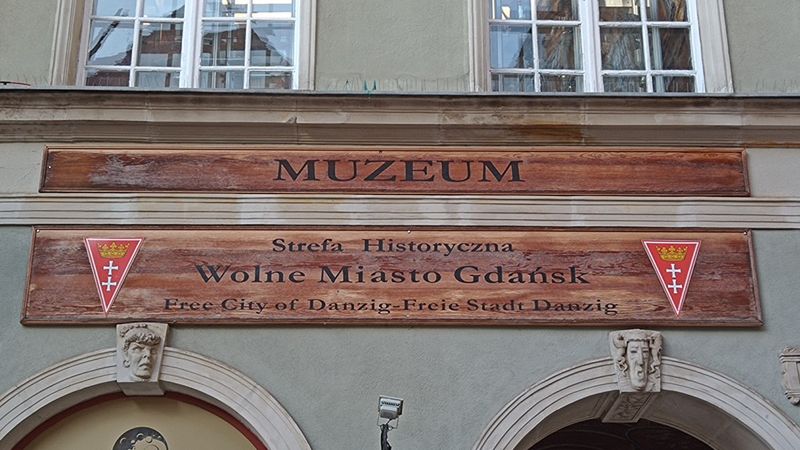 MUZEUM
Strefa Historyczna
Wolne Miasto Gdańsk
Free City of Danzig-Freie Stadt Danzig